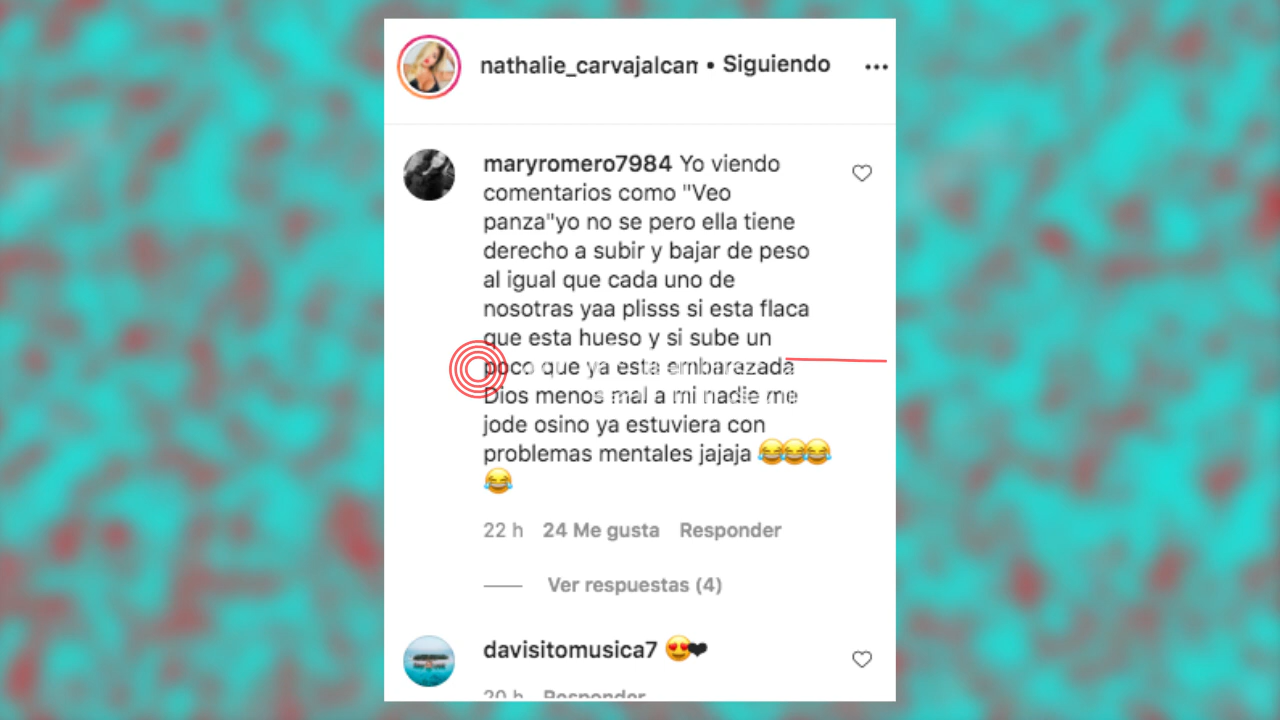 nathalie_carvajalcam • Siguiendo
maryromero7984 Yo viendo
comentarios como "Veo
panza"yo no se pero ella tiene
derecho a subir y bajar de peso
al igual que cada uno de
nosotras yaa plisss si esta flaca
que esta hueso y si sube un
poco que ya esta embarazada
Dios menos mal a mi nadie me
jode osino ya estuviera con
problemas mentales jajaja 😂😂😂
😂
22 h 24 Me gusta Responder
Ver respuestas (4)
davisitomusica7 😍❤
20 h Responder